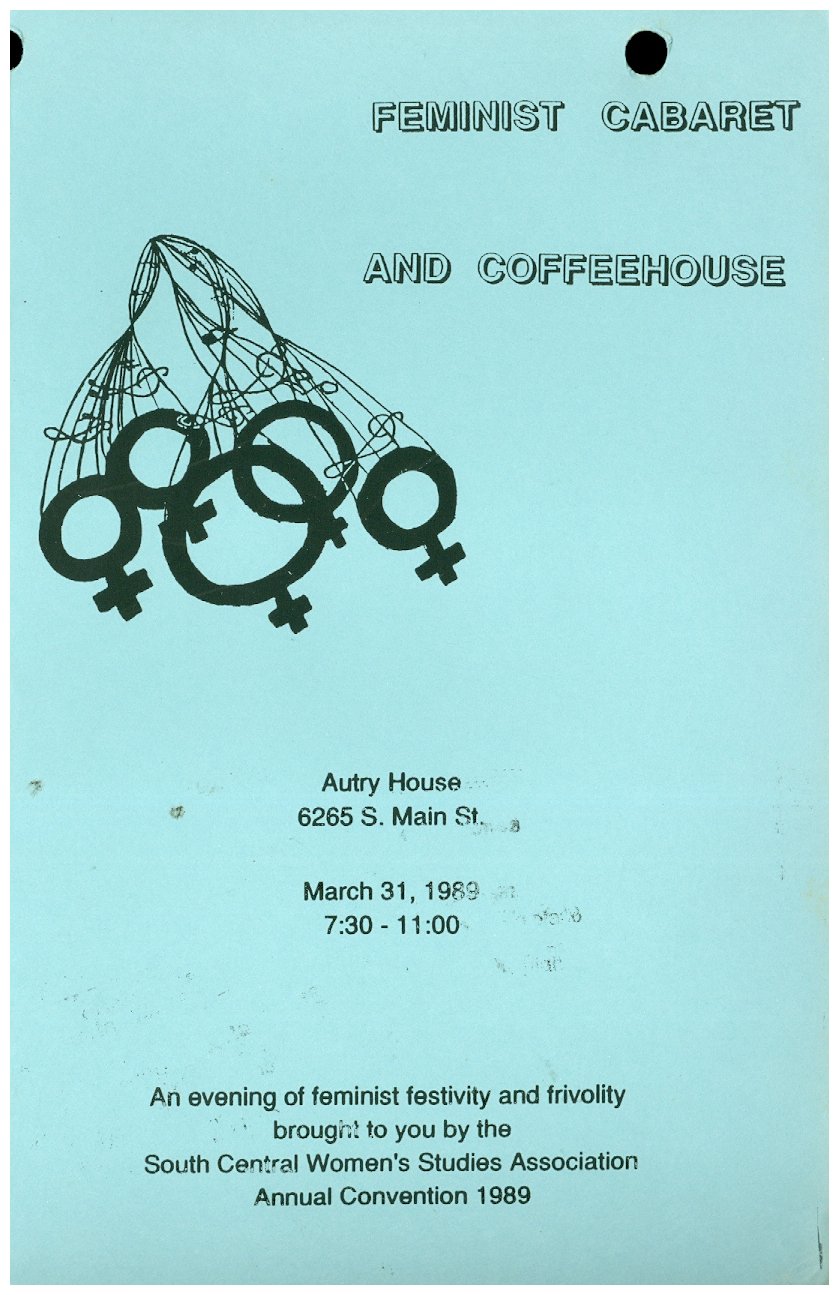 FEMINIST CABARET
AND COFFEEHOUSE
Autry House
6265 S. Main St.
March 31, 1989
7:30 - 11:00
An evening of feminist festivity and frivolity
brought to you by the
South Central Women's Studies Association
Annual Convention 1989